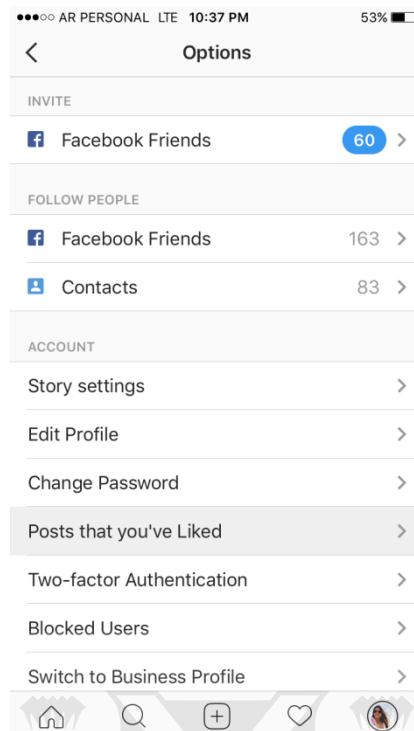 AR PERSONAL LTE 10:37 PM 53%
Options
INVITE
Facebook Friends 60
FOLLOW PEOPLE
Facebook Friends 163
Contacts 83
ACCOUNT
Story settings
Edit Profile
Change Password
Posts that you've Liked
Two-factor Authentication
Blocked Users
Switch to Business Profile